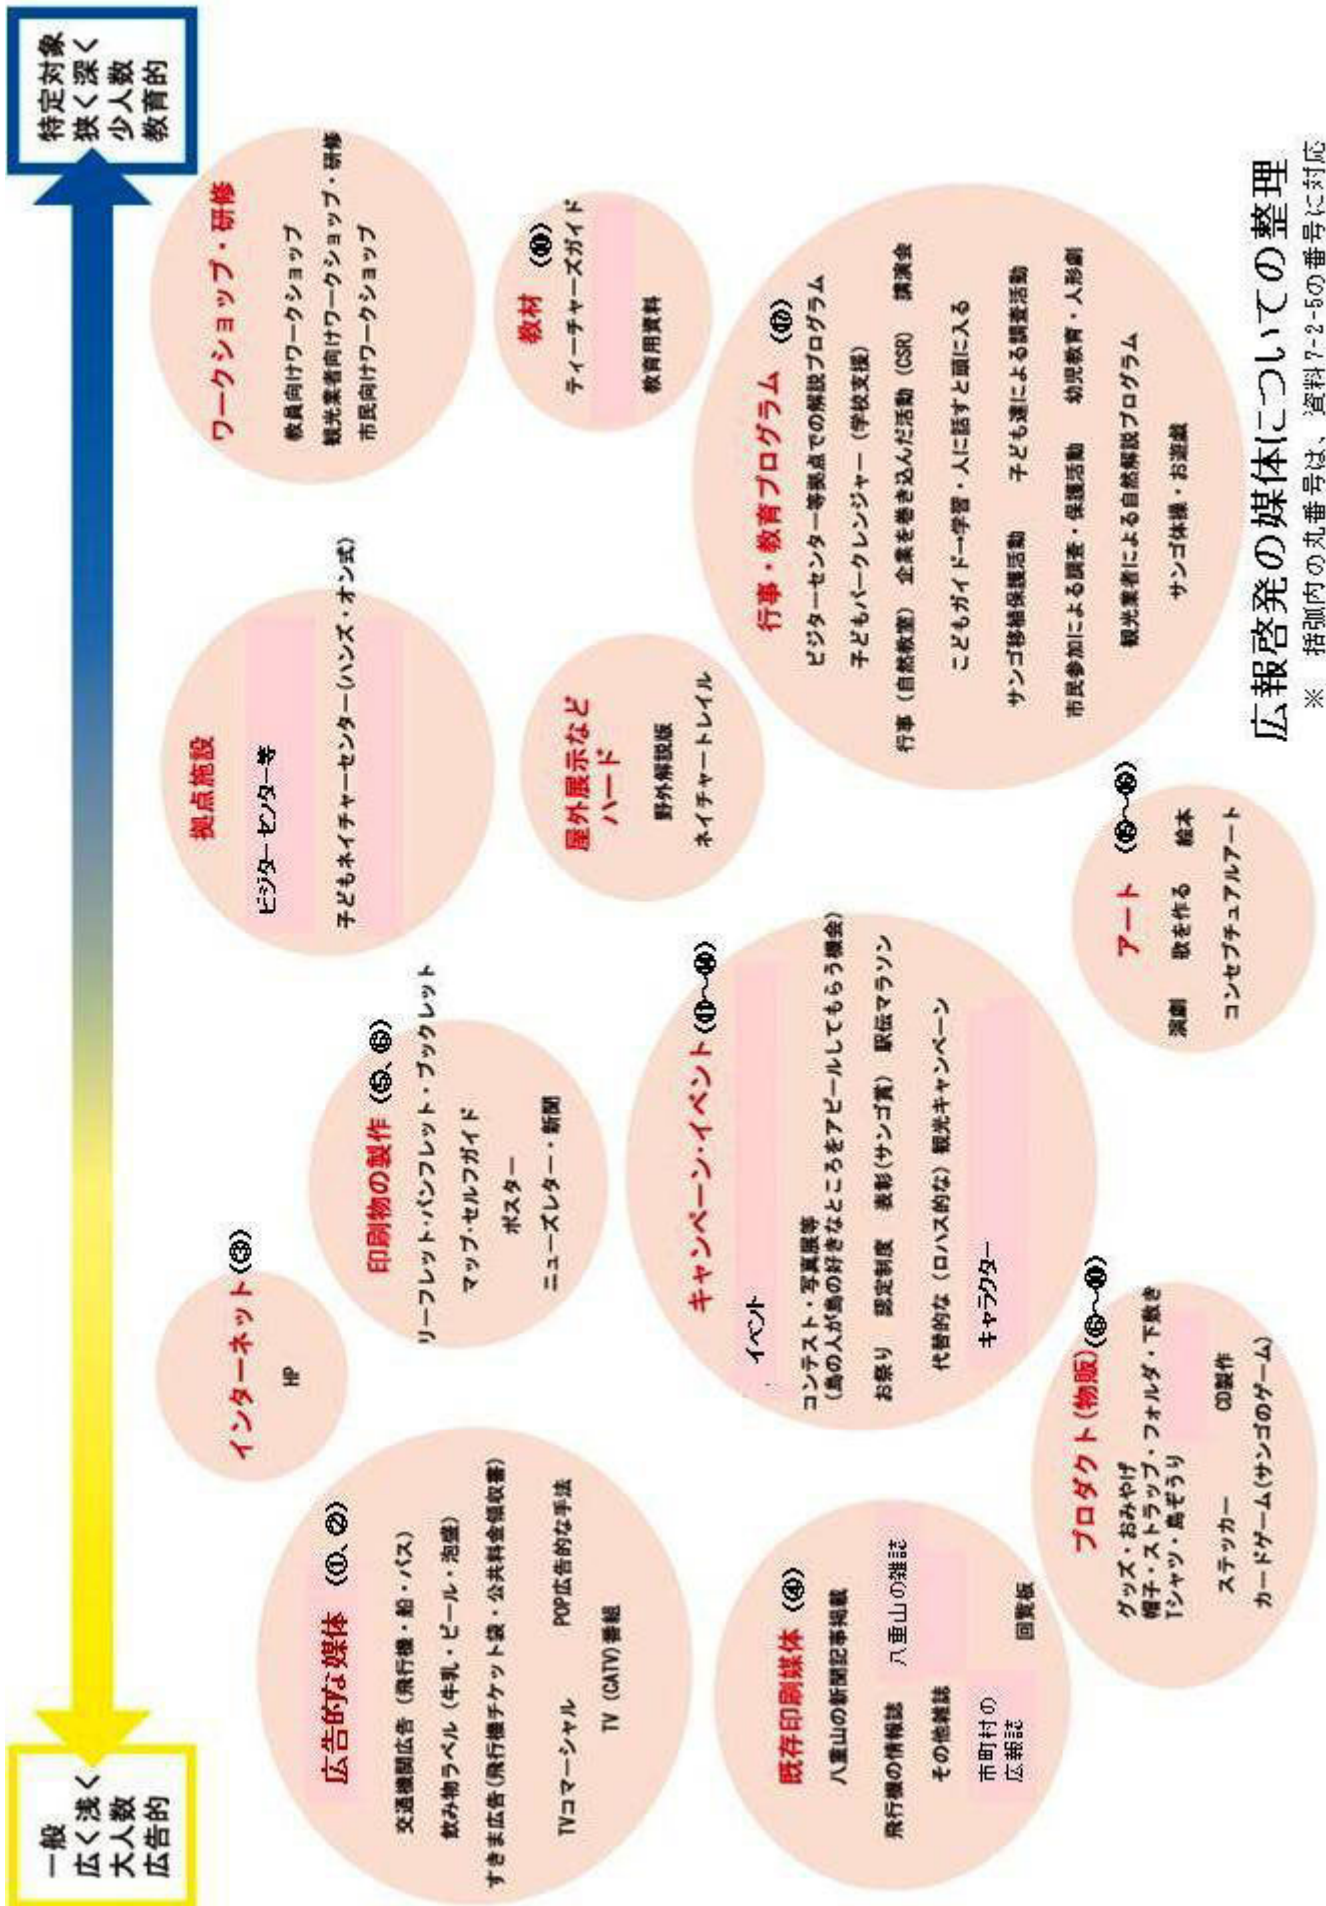 一般
広く浅く
大人数
広告的
特定対象
狭く深く
少人数
教育的
広告的な媒体 (①、②)
交通機関広告(飛行機・船・バス)
飲み物ラベル(牛乳・ビール・泡盛)
すきま広告(飛行機チケット袋・公共料金領収書)
TVコマーシャル POP広告的な手法
TV(CATV)番組
インターネット(③)
HP
印刷物の製作 (⑤、⑥)
リーフレット・パンフレット・ブックレット
マップ・セルフガイド
ポスター
ニューズレター・新聞
拠点施設
ビジターセンター等
子どもネイチャーセンター(ハンズ・オン式)
ワークショップ・研修
教員向けワークショップ
観光業者向けワークショップ・研修
市民向けワークショップ
既存印刷媒体 (④)
八重山の新聞記事掲載
飛行機の情報誌 八重山の雑誌
その他雑誌
市町村の
広報誌
回覧板
キャンペーン・イベント
イベント
コンテスト・写真展等
(島の人が島の好きなところをアピールしてもらう機会)
お祭り 認定制度 表彰(サンゴ賞) 駅伝マラソン
代替的な(ロハス的な)観光キャンペーン
キャラクター
屋外展示など
ハード
野外解説版
ネイチャートレイル
教材
ティーチャーズガイド
教育用資料
プロダクト(物販)
グッズ・おみやげ
帽子・ストラップ・フォルダ・下敷き
Tシャツ・島ぞうり
ステッカー CD製作
カードゲーム(サンゴのゲーム)
アート
演劇 歌を作る 絵本
コンセプチュアルアート
行事・教育プログラム (⑰)
ビジターセンター等拠点での解説プログラム
子どもパークレンジャー(学校支援)
行事(自然教室) 企業を巻き込んだ活動(CSR) 講演会
こどもガイド→学習・人に話すと頭に入る
サンゴ移植保護活動 子ども達による調査活動
市民参加による調査・保護活動 幼児教育・人形劇
観光業者による自然解説プログラム
サンゴ体操・お遊戯
広報啓発の媒体についての整理
※ 括弧内の丸番号は、資料7-2-5の番号に対応